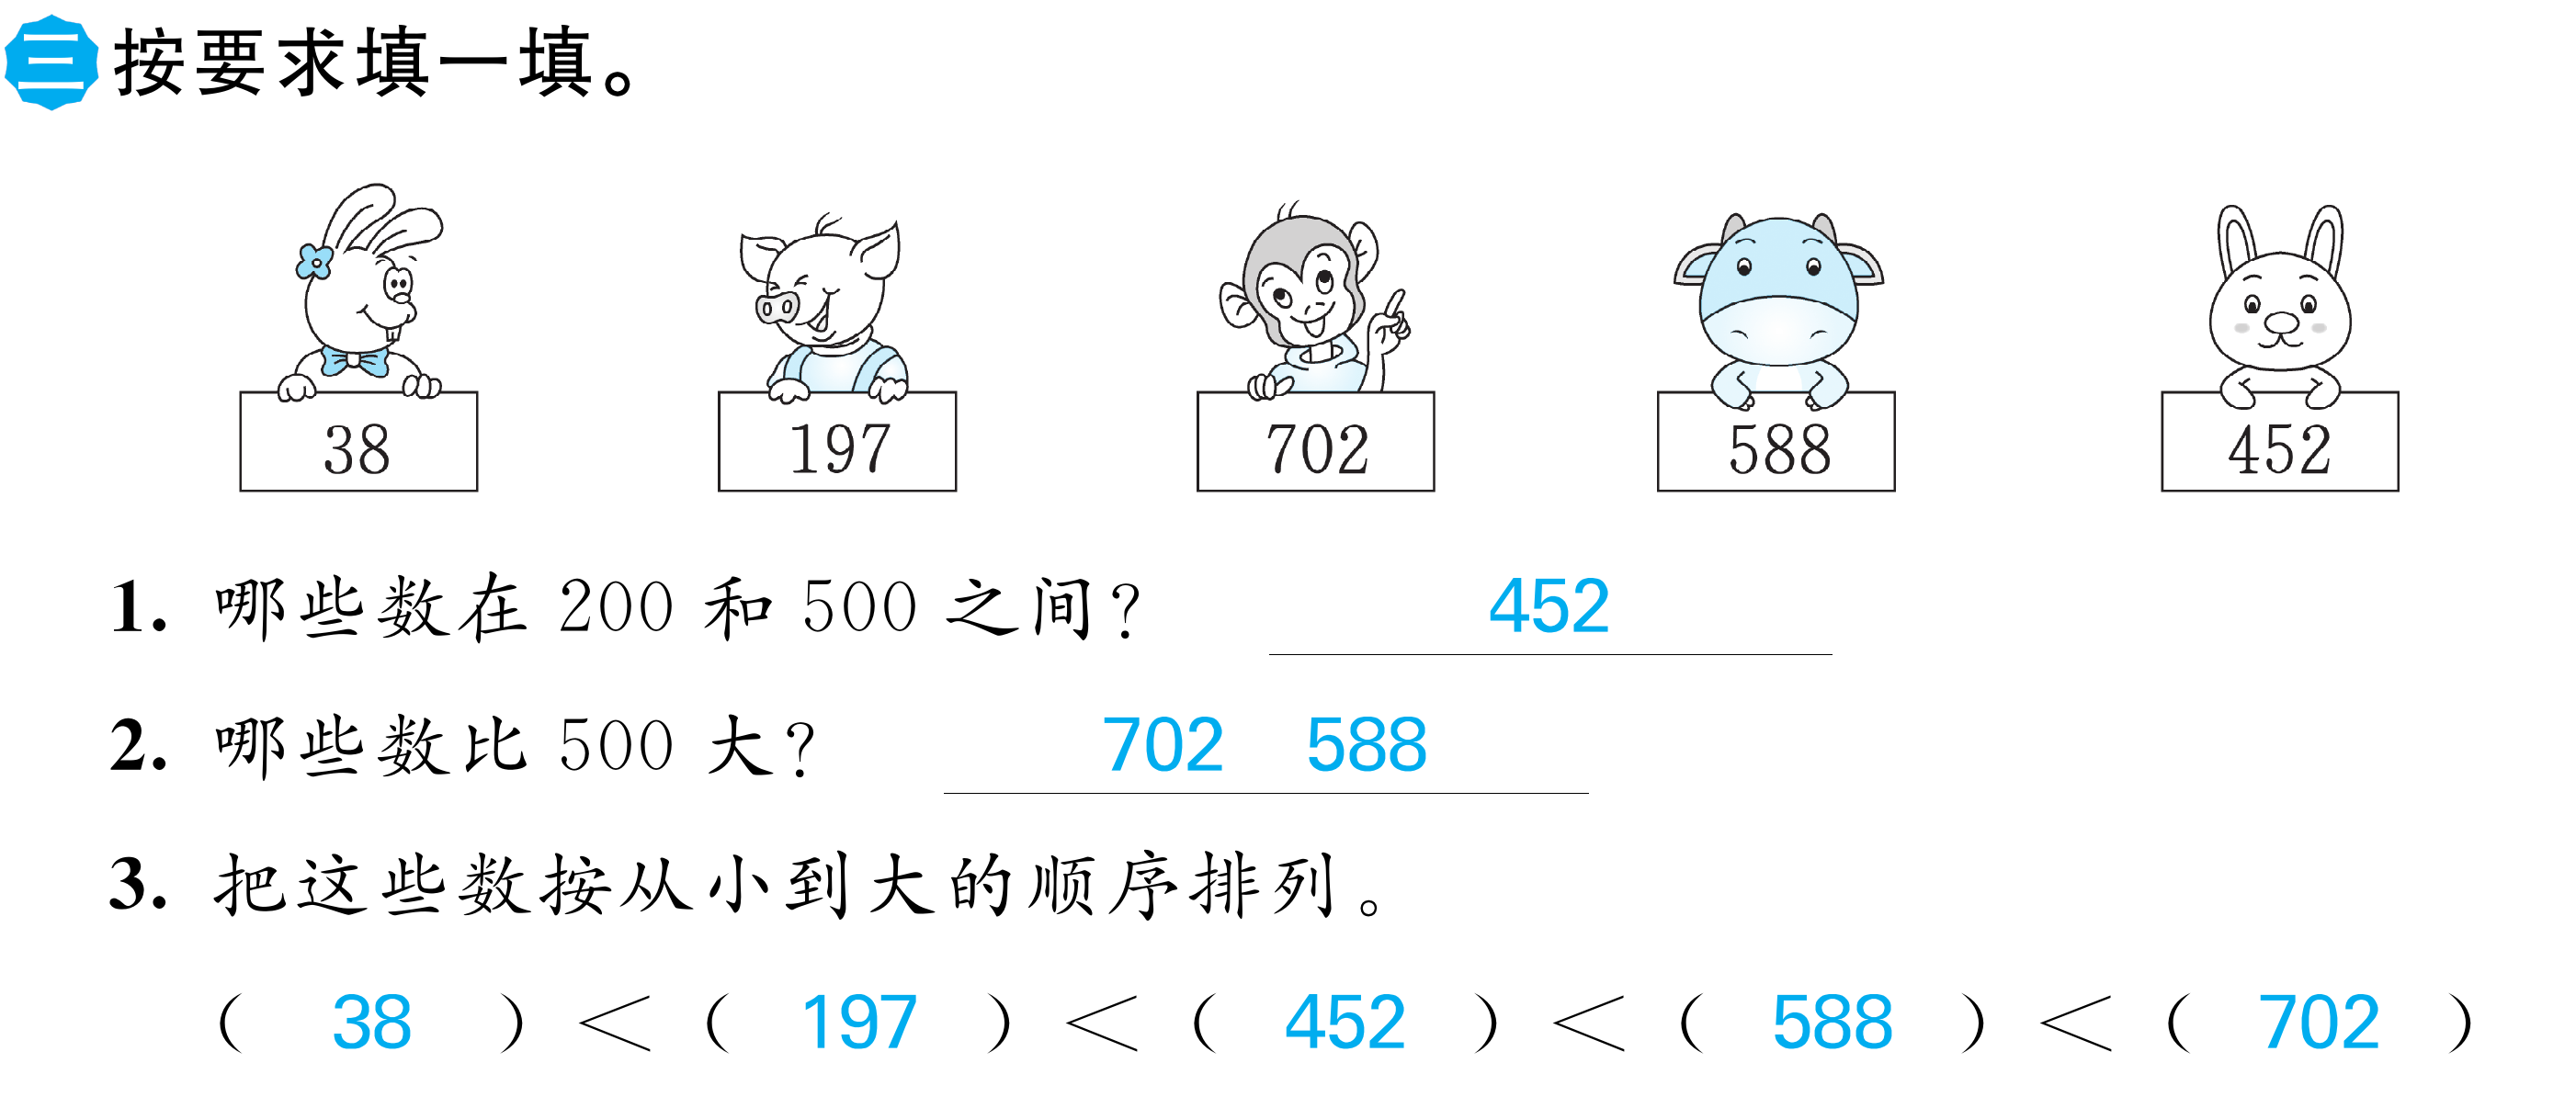 三 按要求填一填。
38 197 702 588 452
1. 哪些数在 200 和 500 之间? 452
2. 哪些数比 500 大? 702 588
3. 把这些数按从小到大的顺序排列。
( 38 ) < ( 197 ) < ( 452 ) < ( 588 ) < ( 702 )